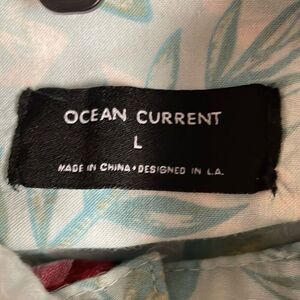 OCEAN CURRENT
L
MADE IN CHINA • DESIGNED IN L.A.